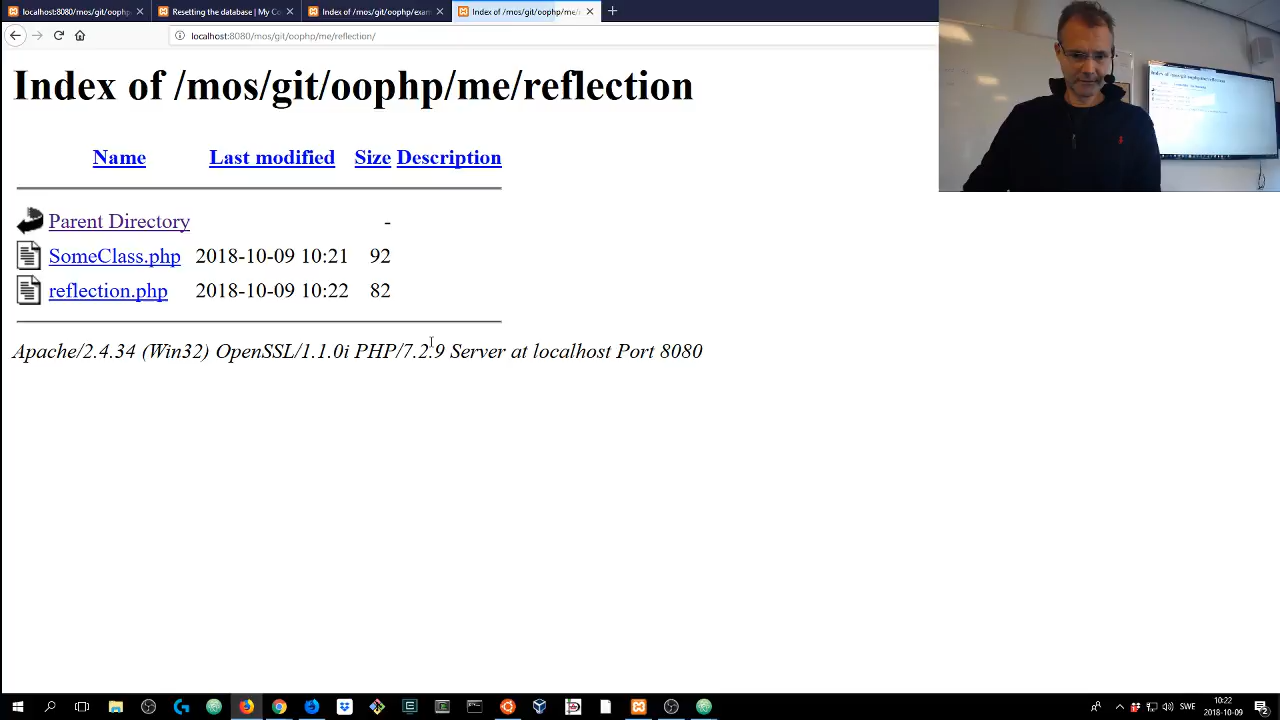 localhost:8080/mos/git/oophp
Resetting the database | My Co
Index of /mos/git/oophp/exam
Index of /mos/git/oophp/me/
localhost:8080/mos/git/oophp/me/reflection/
Index of /mos/git/oophp/me/reflection
Name Last modified Size Description
Parent Directory -
SomeClass.php 2018-10-09 10:21 92
reflection.php 2018-10-09 10:22 82
Apache/2.4.34 (Win32) OpenSSL/1.1.0i PHP/7.2.9 Server at localhost Port 8080
SWE
10:22
2018-10-09
2